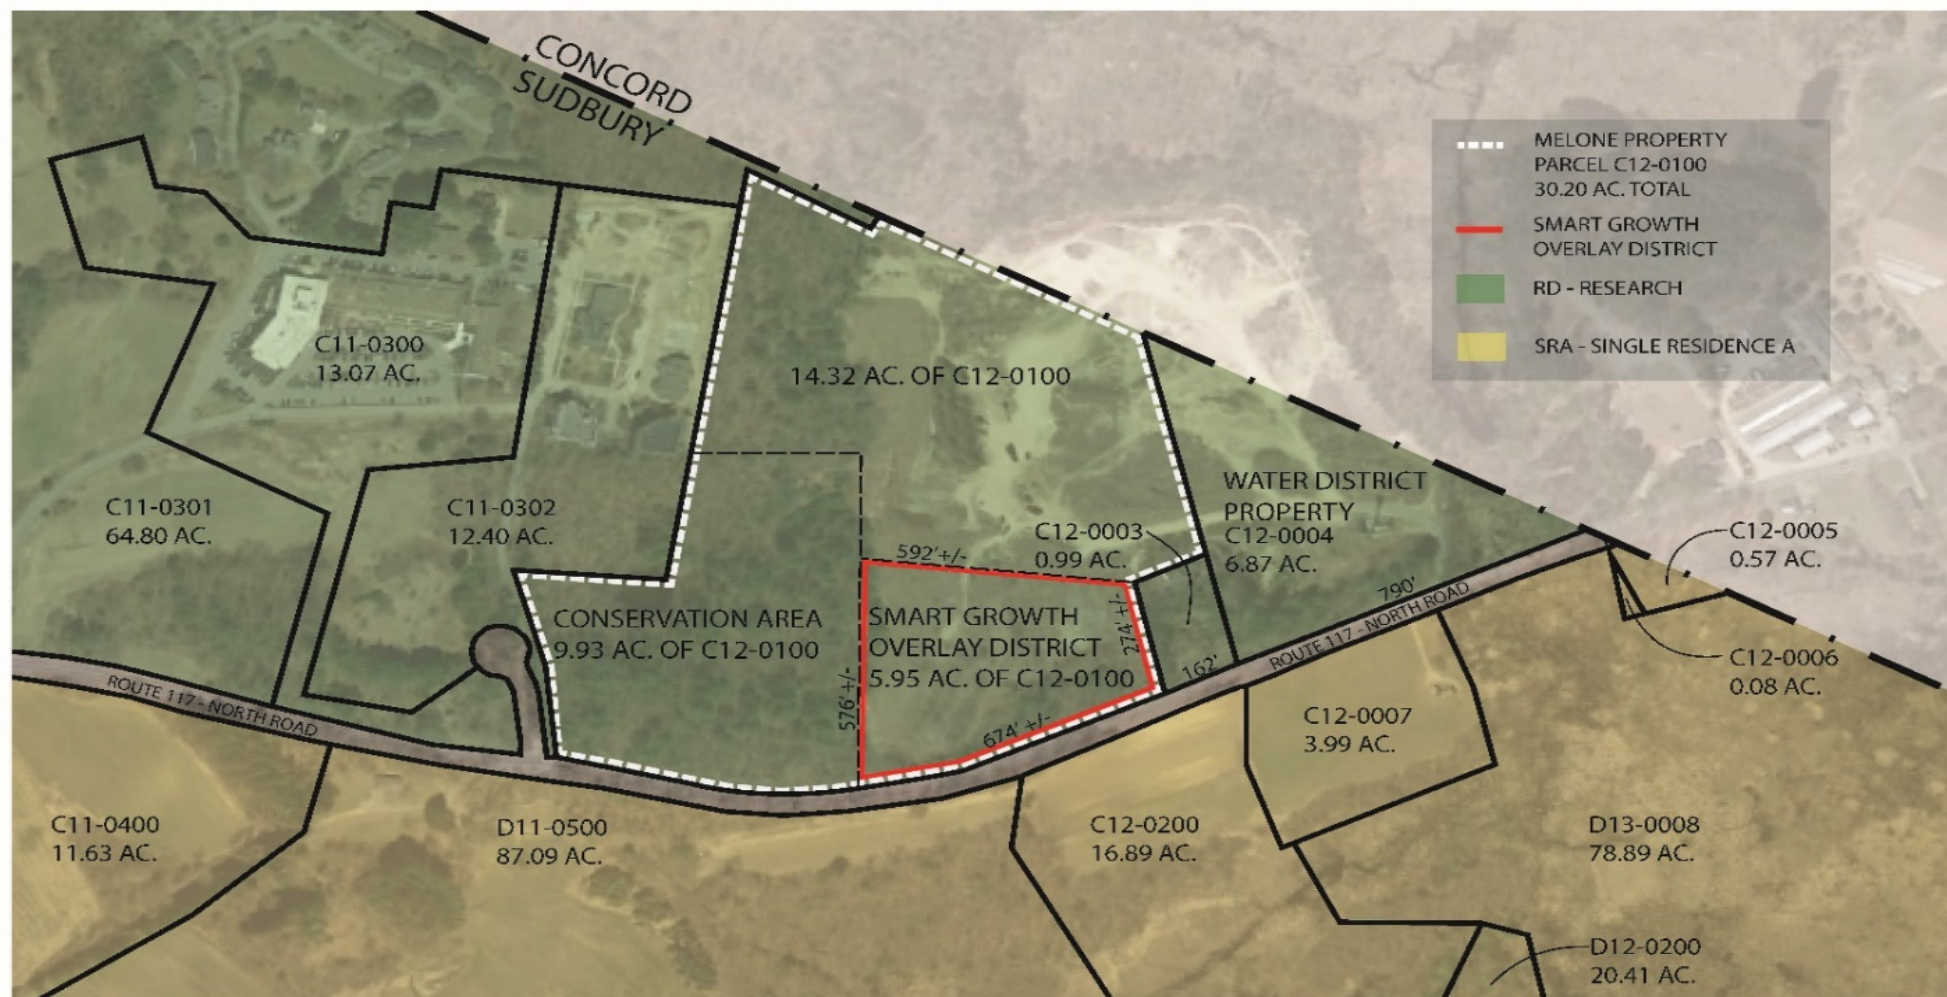 CONCORD
SUDBURY
MELONE PROPERTY
PARCEL C12-0100
30.20 AC. TOTAL
SMART GROWTH
OVERLAY DISTRICT
RD - RESEARCH
SRA - SINGLE RESIDENCE A
C11-0300
13.07 AC.
14.32 AC. OF C12-0100
C11-0301
64.80 AC.
C11-0302
12.40 AC.
WATER DISTRICT
PROPERTY
C12-0004
6.87 AC.
C12-0003
0.99 AC.
C12-0005
0.57 AC.
592'+/-
CONSERVATION AREA
9.93 AC. OF C12-0100
SMART GROWTH
OVERLAY DISTRICT
5.95 AC. OF C12-0100
274' +/-
576'+/-
674' +/-
162'
790'
ROUTE 117 - NORTH ROAD
C12-0006
0.08 AC.
ROUTE 117 - NORTH ROAD
C12-0007
3.99 AC.
C11-0400
11.63 AC.
D11-0500
87.09 AC.
C12-0200
16.89 AC.
D13-0008
78.89 AC.
D12-0200
20.41 AC.